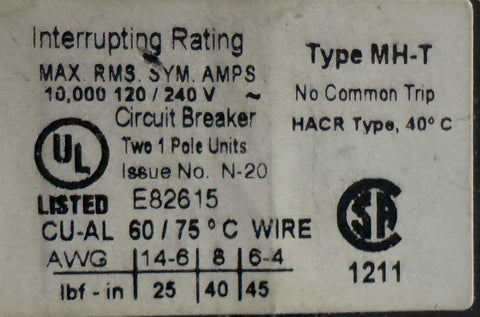 Interrupting Rating
MAX. RMS. SYM. AMPS
10,000 120 / 240 V ~
Circuit Breaker
Two 1 Pole Units
Issue No. N-20
UL
LISTED E82615
CU-AL 60 / 75 ° C WIRE
AWG 14-6 8 6-4
lbf - in 25 40 45
Type MH-T
No Common Trip
HACR Type, 40° C
CSA
1211